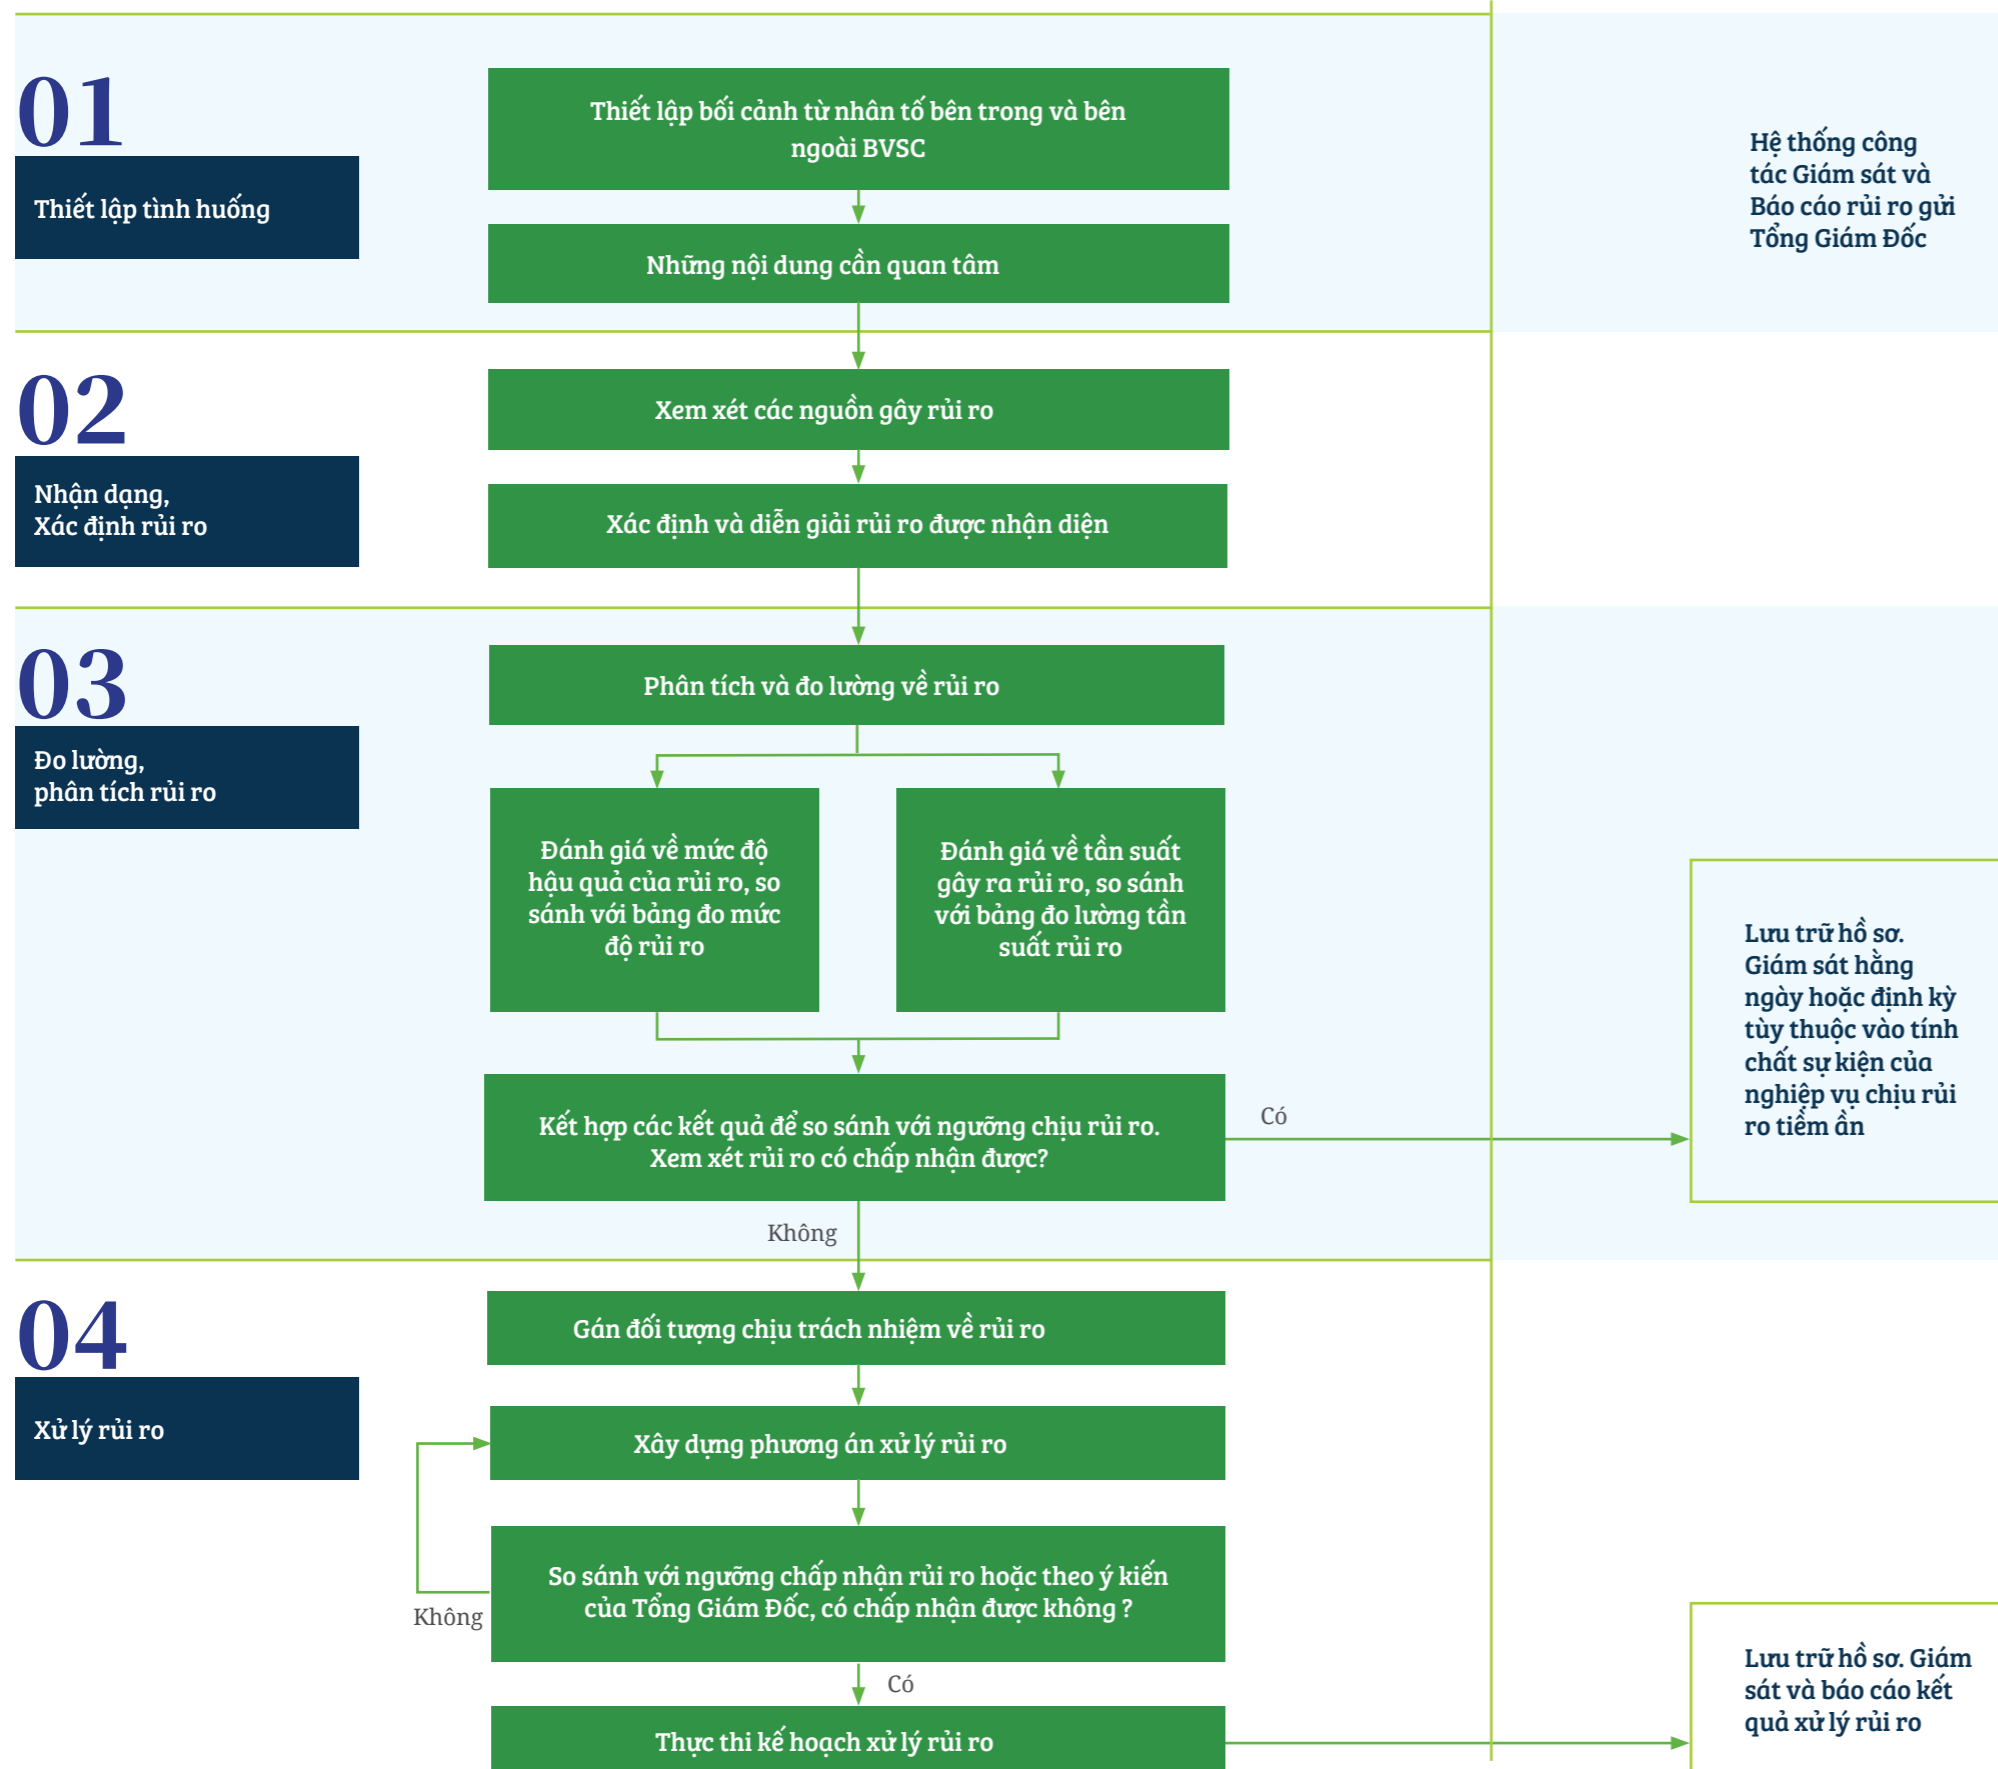 01
Thiết lập tình huống
Thiết lập bối cảnh từ nhân tố bên trong và bên
ngoài BVSC
Những nội dung cần quan tâm
Hệ thống công
tác Giám sát và
Báo cáo rủi ro gửi
Tổng Giám Đốc
02
Nhận dạng,
Xác định rủi ro
Xem xét các nguồn gây rủi ro
Xác định và diễn giải rủi ro được nhận diện
03
Đo lường,
phân tích rủi ro
Phân tích và đo lường về rủi ro
Đánh giá về mức độ
hậu quả của rủi ro, so
sánh với bảng đo mức
độ rủi ro
Đánh giá về tần suất
gây ra rủi ro, so sánh
với bảng đo lường tần
suất rủi ro
Kết hợp các kết quả để so sánh với ngưỡng chịu rủi ro.
Xem xét rủi ro có chấp nhận được?
Có
Lưu trữ hồ sơ.
Giám sát hằng
ngày hoặc định kỳ
tùy thuộc vào tính
chất sự kiện của
nghiệp vụ chịu rủi
ro tiềm ẩn
Không
04
Xử lý rủi ro
Gán đối tượng chịu trách nhiệm về rủi ro
Xây dựng phương án xử lý rủi ro
So sánh với ngưỡng chấp nhận rủi ro hoặc theo ý kiến
của Tổng Giám Đốc, có chấp nhận được không ?
Không
Có
Thực thi kế hoạch xử lý rủi ro
Lưu trữ hồ sơ. Giám
sát và báo cáo kết
quả xử lý rủi ro